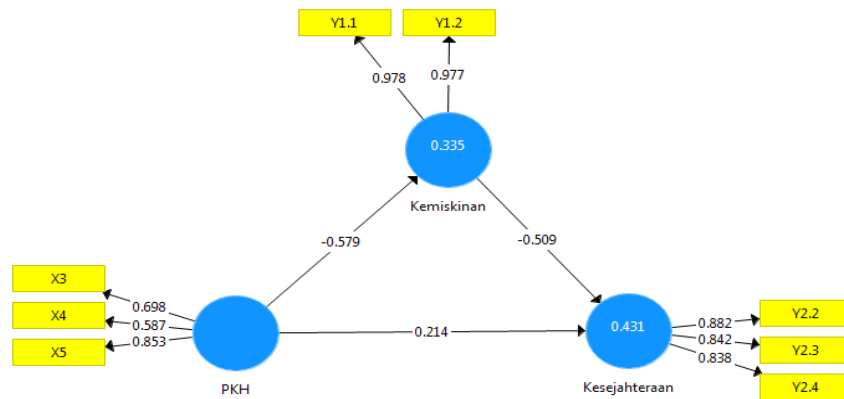 Y1.1
Y1.2
0.978
0.977
0.335
Kemiskinan
-0.579
-0.509
X3
X4
X5
0.698
0.587
0.853
PKH
0.214
0.431
Kesejahteraan
0.882
0.842
0.838
Y2.2
Y2.3
Y2.4